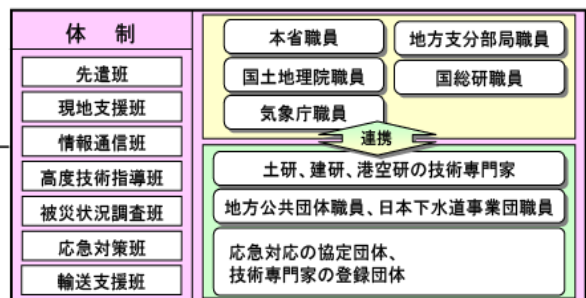 体 制
先遣班
現地支援班
情報通信班
高度技術指導班
被災状況調査班
応急対策班
輸送支援班
本省職員
地方支分部局職員
国土地理院職員
国総研職員
気象庁職員
連携
土研、建研、港空研の技術専門家
地方公共団体職員、日本下水道事業団職員
応急対応の協定団体、
技術専門家の登録団体